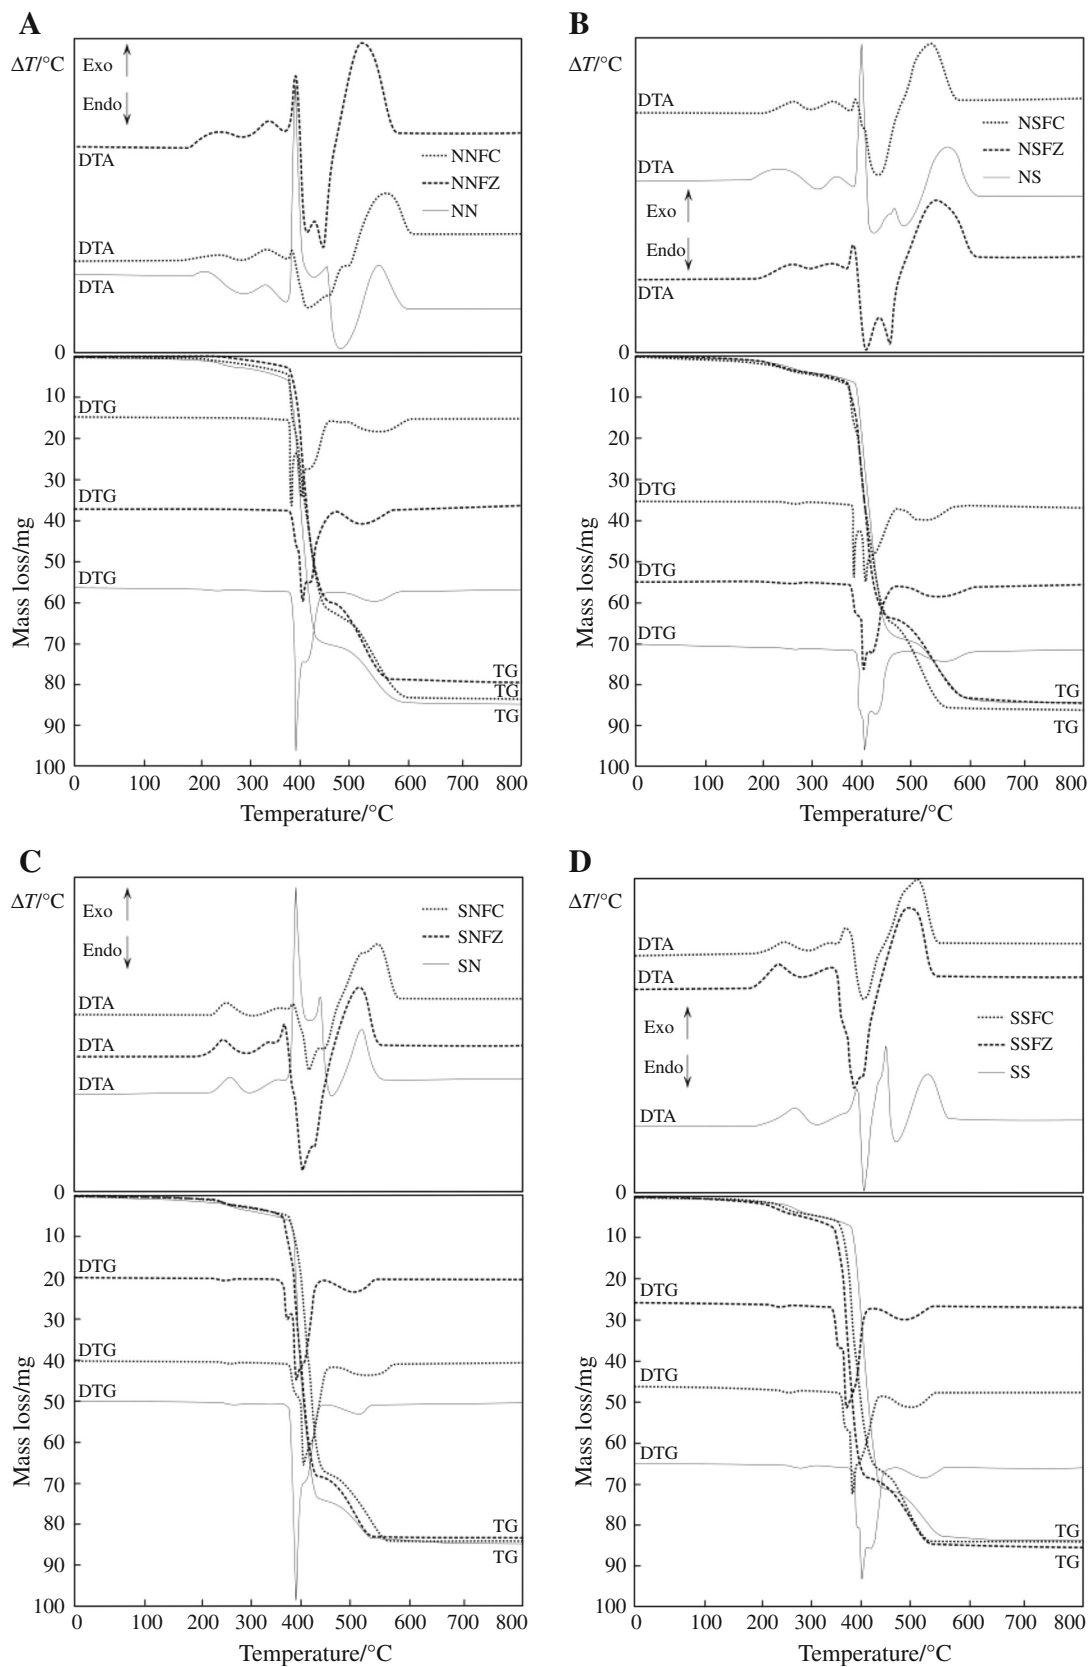 A
ΔT/°C
Exo
Endo
DTA
NNFC
NNFZ
NN
DTA
DTA
0
10
20
30
40
50
60
70
80
90
100
Mass loss/mg
DTG
DTG
DTG
TG
TG
TG
0 100 200 300 400 500 600 700 800
Temperature/°C
B
ΔT/°C
DTA
NSFC
NSFZ
NS
DTA
Exo
Endo
DTA
0
10
20
30
40
50
60
70
80
90
100
Mass loss/mg
DTG
DTG
DTG
TG
TG
0 100 200 300 400 500 600 700 800
Temperature/°C
C
ΔT/°C
Exo
Endo
SNFC
SNFZ
SN
DTA
DTA
DTA
0
10
20
30
40
50
60
70
80
90
100
Mass loss/mg
DTG
DTG
DTG
TG
TG
0 100 200 300 400 500 600 700 800
Temperature/°C
D
ΔT/°C
DTA
DTA
Exo
Endo
SSFC
SSFZ
SS
DTA
0
10
20
30
40
50
60
70
80
90
100
Mass loss/mg
DTG
DTG
DTG
TG
TG
0 100 200 300 400 500 600 700 800
Temperature/°C